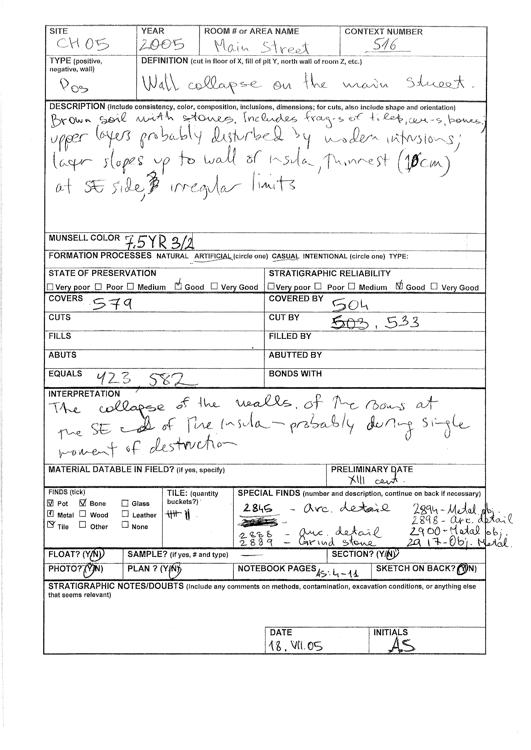 SITE YEAR ROOM # or AREA NAME CONTEXT NUMBER
CH05 2005 Main Street 516
TYPE (positive, negative, wall) DEFINITION (cut in floor of X, fill of pit Y, north wall of room Z, etc.)
Pos Wall collapse on the main street.
DESCRIPTION (Include consistency, color, composition, inclusions, dimensions; for cuts, also include shape and orientation)
Brown soil with stones. Includes frag-s of tiles, bones;
upper layers probably disturbed by modern intrusions;
layer slopes up to wall of insula, thinnest (10cm)
at SE side, irregular limits
MUNSELL COLOR 7.5YR 3/2
FORMATION PROCESSES NATURAL ARTIFICIAL (circle one) CASUAL INTENTIONAL (circle one) TYPE:
STATE OF PRESERVATION STRATIGRAPHIC RELIABILITY
Very poor Poor Medium Good Very Good Very poor Poor Medium Good Very Good
COVERS 579 COVERED BY 504
CUTS CUT BY 503, 533
FILLS FILLED BY
ABUTS ABUTTED BY
EQUALS 423, 582 BONDS WITH
INTERPRETATION
The collapse of the walls of the rooms at
the SE end of the insula – probably during single
moment of destruction
MATERIAL DATABLE IN FIELD? (if yes, specify) PRELIMINARY DATE
XIII cent.
FINDS (tick) TILE: (quantity buckets?) SPECIAL FINDS (number and description, continue on back if necessary)
Pot Bone Glass 2845 - Arc. detail 2894-Metal obj.
Metal Wood Leather 2898 - Arc. detail
Tile Other None 2888 - arc. detail 2900-Metal obj.
2889 - Grind stone 2917-Obj. Metal
FLOAT? (Y/N) SAMPLE? (if yes, # and type) — SECTION? (Y/N)
PHOTO? (Y/N) PLAN ? (Y/N) NOTEBOOK PAGES AS:4-11 SKETCH ON BACK? (Y/N)
STRATIGRAPHIC NOTES/DOUBTS (Include any comments on methods, contamination, excavation conditions, or anything else
that seems relevant)
DATE INITIALS
18.VII.05 AS